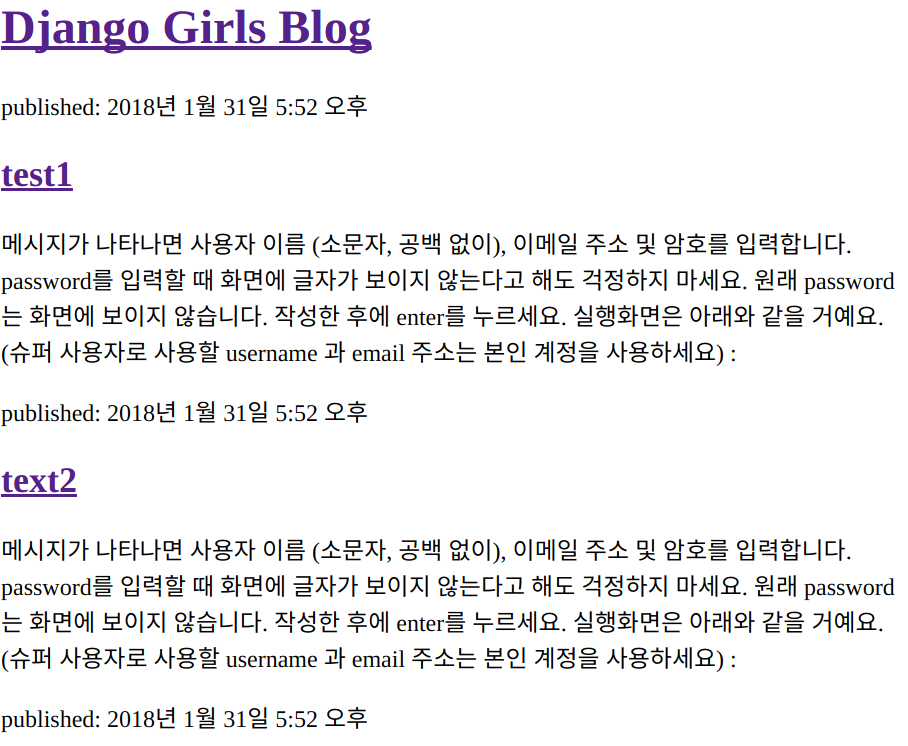 Django Girls Blog
published: 2018년 1월 31일 5:52 오후
test1
메시지가 나타나면 사용자 이름 (소문자, 공백 없이), 이메일 주소 및 암호를 입력합니다.
password를 입력할 때 화면에 글자가 보이지 않는다고 해도 걱정하지 마세요. 원래 password
는 화면에 보이지 않습니다. 작성한 후에 enter를 누르세요. 실행화면은 아래와 같을 거예요.
(슈퍼 사용자로 사용할 username 과 email 주소는 본인 계정을 사용하세요) :
published: 2018년 1월 31일 5:52 오후
text2
메시지가 나타나면 사용자 이름 (소문자, 공백 없이), 이메일 주소 및 암호를 입력합니다.
password를 입력할 때 화면에 글자가 보이지 않는다고 해도 걱정하지 마세요. 원래 password
는 화면에 보이지 않습니다. 작성한 후에 enter를 누르세요. 실행화면은 아래와 같을 거예요.
(슈퍼 사용자로 사용할 username 과 email 주소는 본인 계정을 사용하세요) :
published: 2018년 1월 31일 5:52 오후